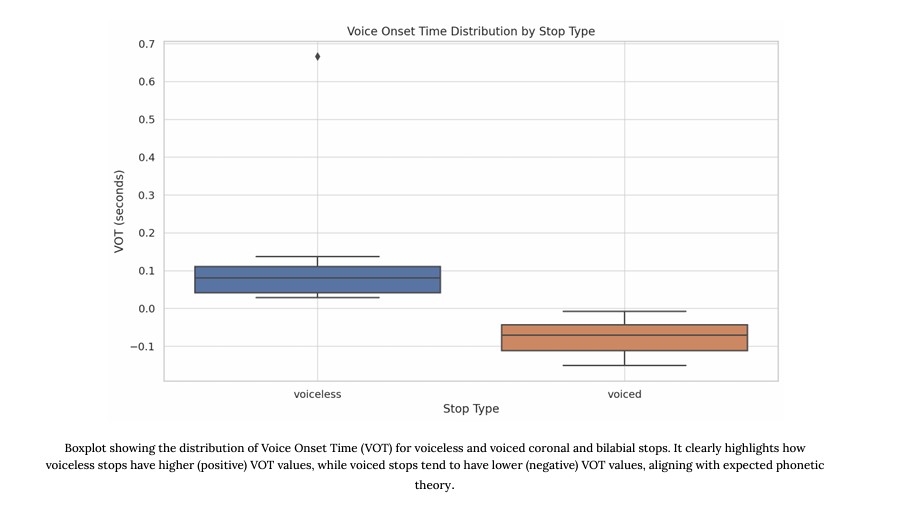 Voice Onset Time Distribution by Stop Type
0.7
0.6
0.5
0.4
0.3
0.2
0.1
0.0
−0.1
VOT (seconds)
voiceless
voiced
Stop Type
Boxplot showing the distribution of Voice Onset Time (VOT) for voiceless and voiced coronal and bilabial stops. It clearly highlights how
voiceless stops have higher (positive) VOT values, while voiced stops tend to have lower (negative) VOT values, aligning with expected phonetic
theory.